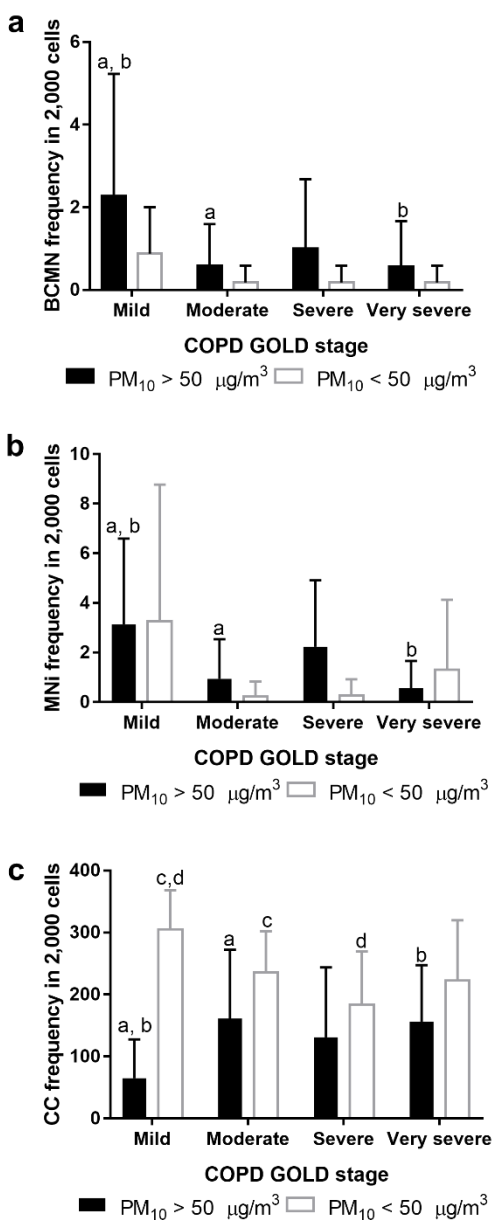 a
BCMN frequency in 2,000 cells
6
4
2
0
a, b
a
b
Mild Moderate Severe Very severe
COPD GOLD stage
PM₁₀ > 50 µg/m³ PM₁₀ < 50 µg/m³
b
MNi frequency in 2,000 cells
10
8
6
4
2
0
a, b
a
b
Mild Moderate Severe Very severe
COPD GOLD stage
PM₁₀ > 50 µg/m³ PM₁₀ < 50 µg/m³
c
CC frequency in 2,000 cells
400
300
200
100
0
c,d
a c
d
b
a, b
Mild Moderate Severe Very severe
COPD GOLD stage
PM₁₀ > 50 µg/m³ PM₁₀ < 50 µg/m³